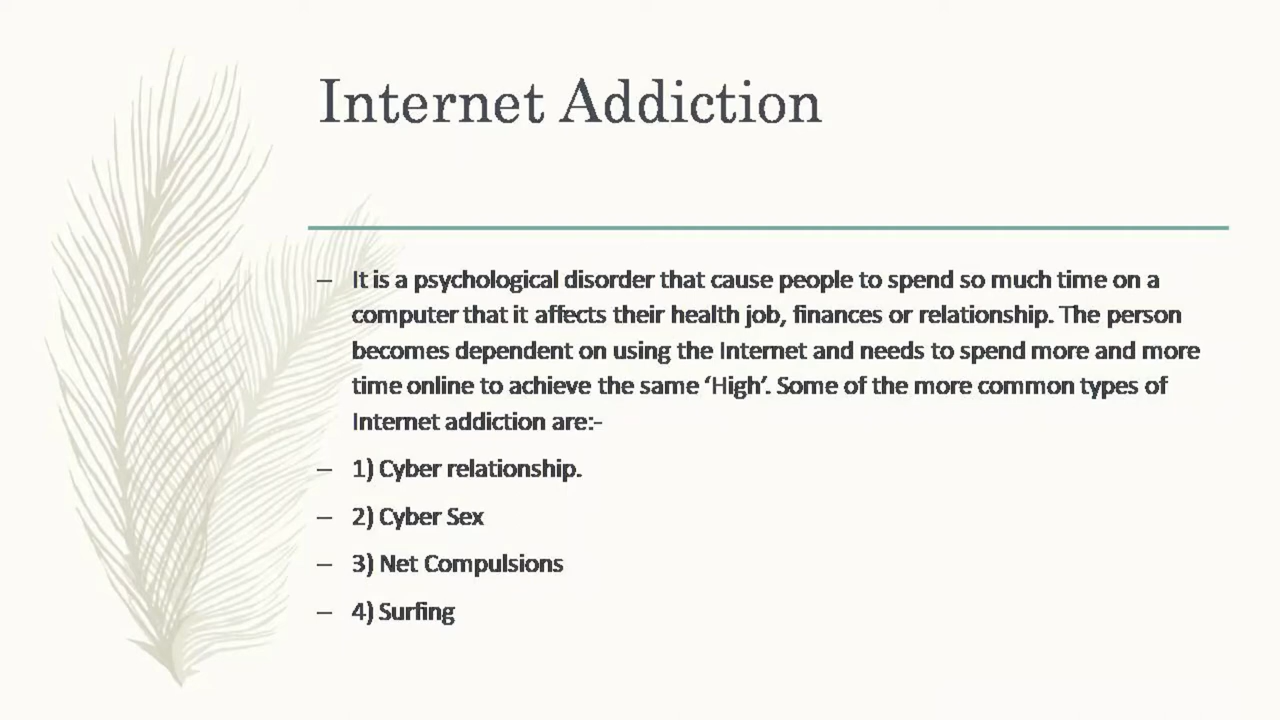 Internet Addiction
– It is a psychological disorder that cause people to spend so much time on a
computer that it affects their health job, finances or relationship. The person
becomes dependent on using the Internet and needs to spend more and more
time online to achieve the same ‘High’. Some of the more common types of
Internet addiction are:-
– 1) Cyber relationship.
– 2) Cyber Sex
– 3) Net Compulsions
– 4) Surfing